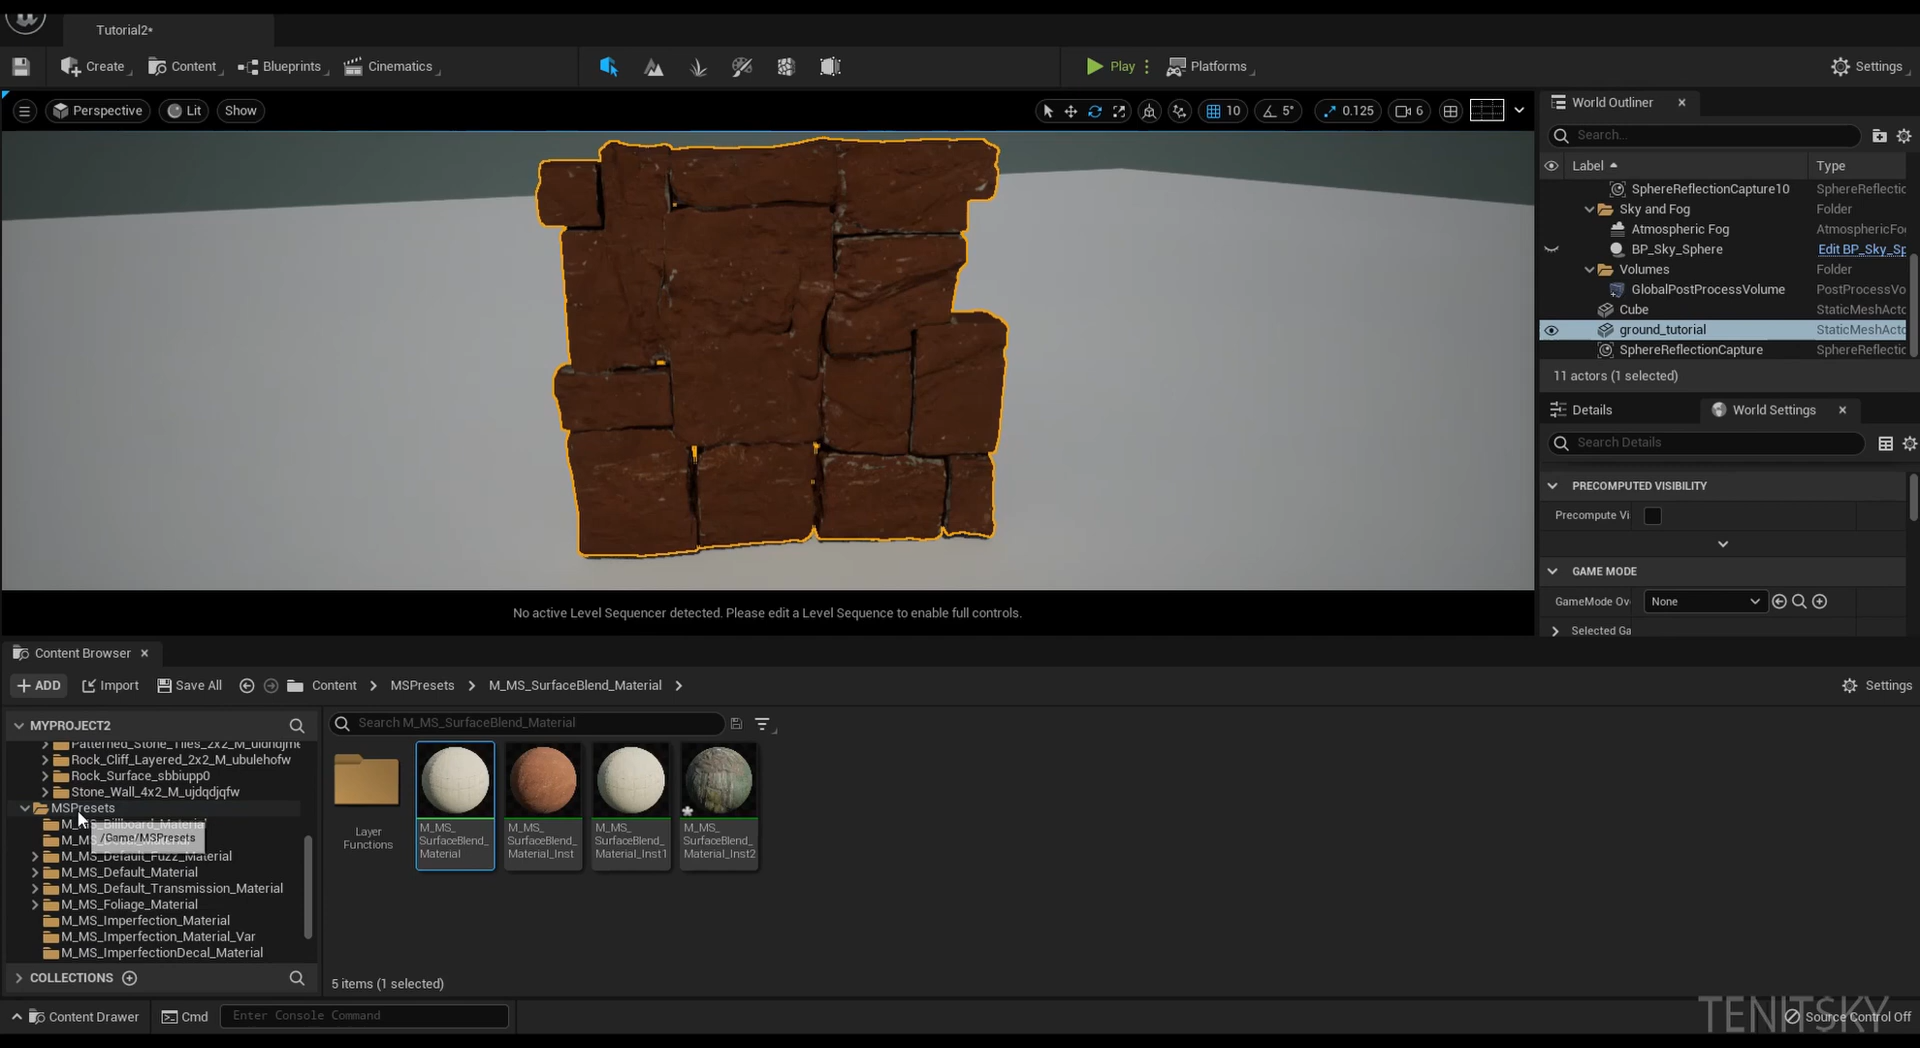 Tutorial2*
Create Content Blueprints Cinematics Play Platforms Settings
Perspective Lit Show 10 5° 0.125 6
World Outliner
Search...
Label Type
SphereReflectionCapture10 SphereReflectic
Sky and Fog Folder
Atmospheric Fog AtmosphericFo
BP_Sky_Sphere Edit BP_Sky_Sp
Volumes Folder
GlobalPostProcessVolume PostProcessVo
Cube StaticMeshActo
ground_tutorial StaticMeshActo
SphereReflectionCapture SphereReflectic
11 actors (1 selected)
Details World Settings
Search Details
PRECOMPUTED VISIBILITY
Precompute Vi
GAME MODE
GameMode Ov None
Selected Ga
No active Level Sequencer detected. Please edit a Level Sequence to enable full controls.
Content Browser
ADD Import Save All Content MSPresets M_MS_SurfaceBlend_Material Settings
MYPROJECT2
Search M_MS_SurfaceBlend_Material
Patterned_Stone_Tiles_2x2_M_uidhdjme
Rock_Cliff_Layered_2x2_M_ubulehofw
Rock_Surface_sbbiupp0
Stone_Wall_4x2_M_ujdqdjqfw
MSPresets
M_MS_Billboard_Material
/Game/MSPresets
M_MS_Default_Fuzz_Material
M_MS_Default_Material
M_MS_Default_Transmission_Material
M_MS_Foliage_Material
M_MS_Imperfection_Material
M_MS_Imperfection_Material_Var
M_MS_ImperfectionDecal_Material
COLLECTIONS
Layer
Functions
M_MS_
SurfaceBlend_
Material
M_MS_
SurfaceBlend_
Material_Inst
M_MS_
SurfaceBlend_
Material_Inst1
M_MS_
SurfaceBlend_
Material_Inst2
5 items (1 selected)
Content Drawer Cmd Enter Console Command
TENITSKY
Source Control Off